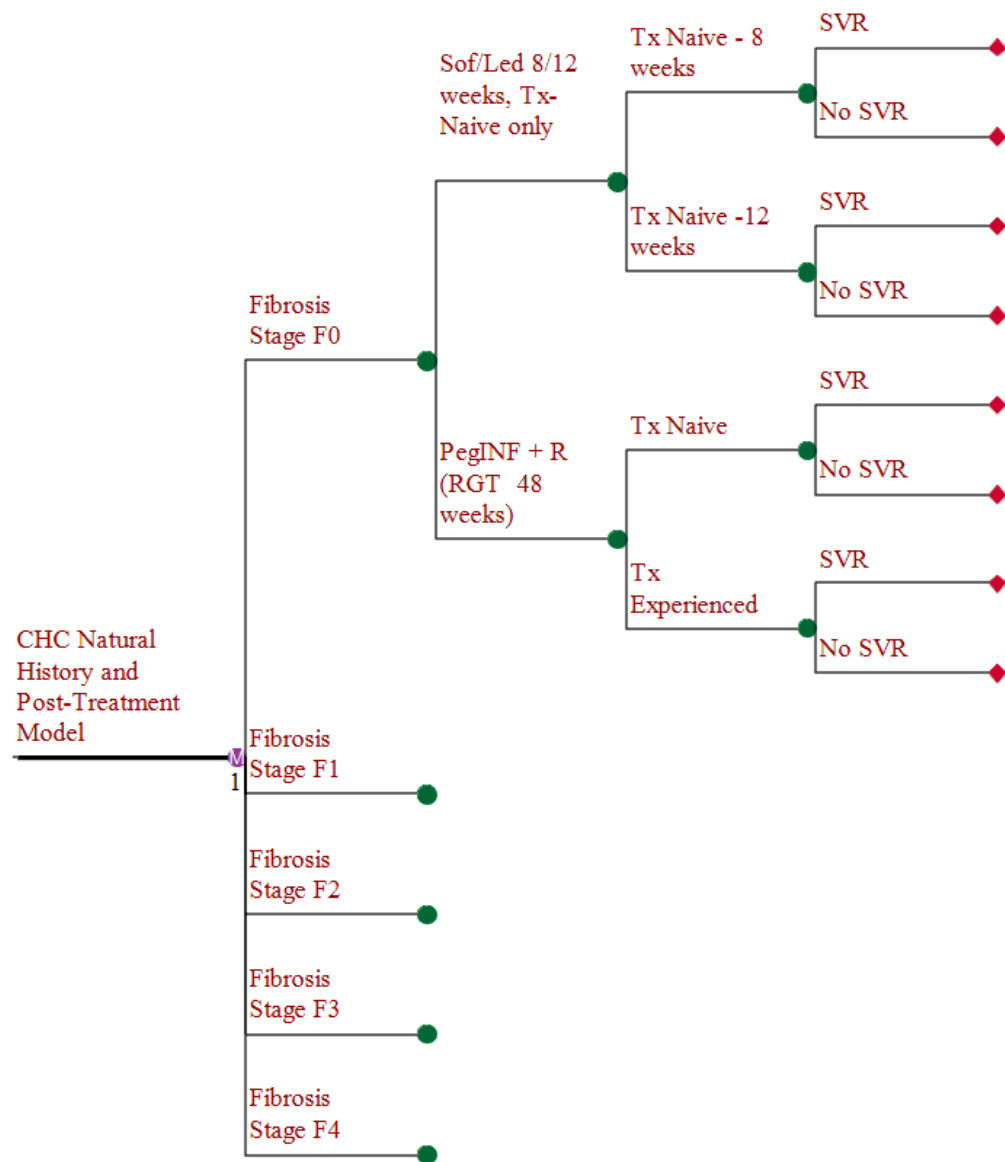 CHC Natural
History and
Post-Treatment
Model
M
1
Fibrosis
Stage F0
Sof/Led 8/12
weeks, Tx-
Naive only
Tx Naive - 8
weeks
SVR
No SVR
Tx Naive -12
weeks
SVR
No SVR
PegINF + R
(RGT 48
weeks)
Tx Naive
SVR
No SVR
Tx
Experienced
SVR
No SVR
Fibrosis
Stage F1
Fibrosis
Stage F2
Fibrosis
Stage F3
Fibrosis
Stage F4